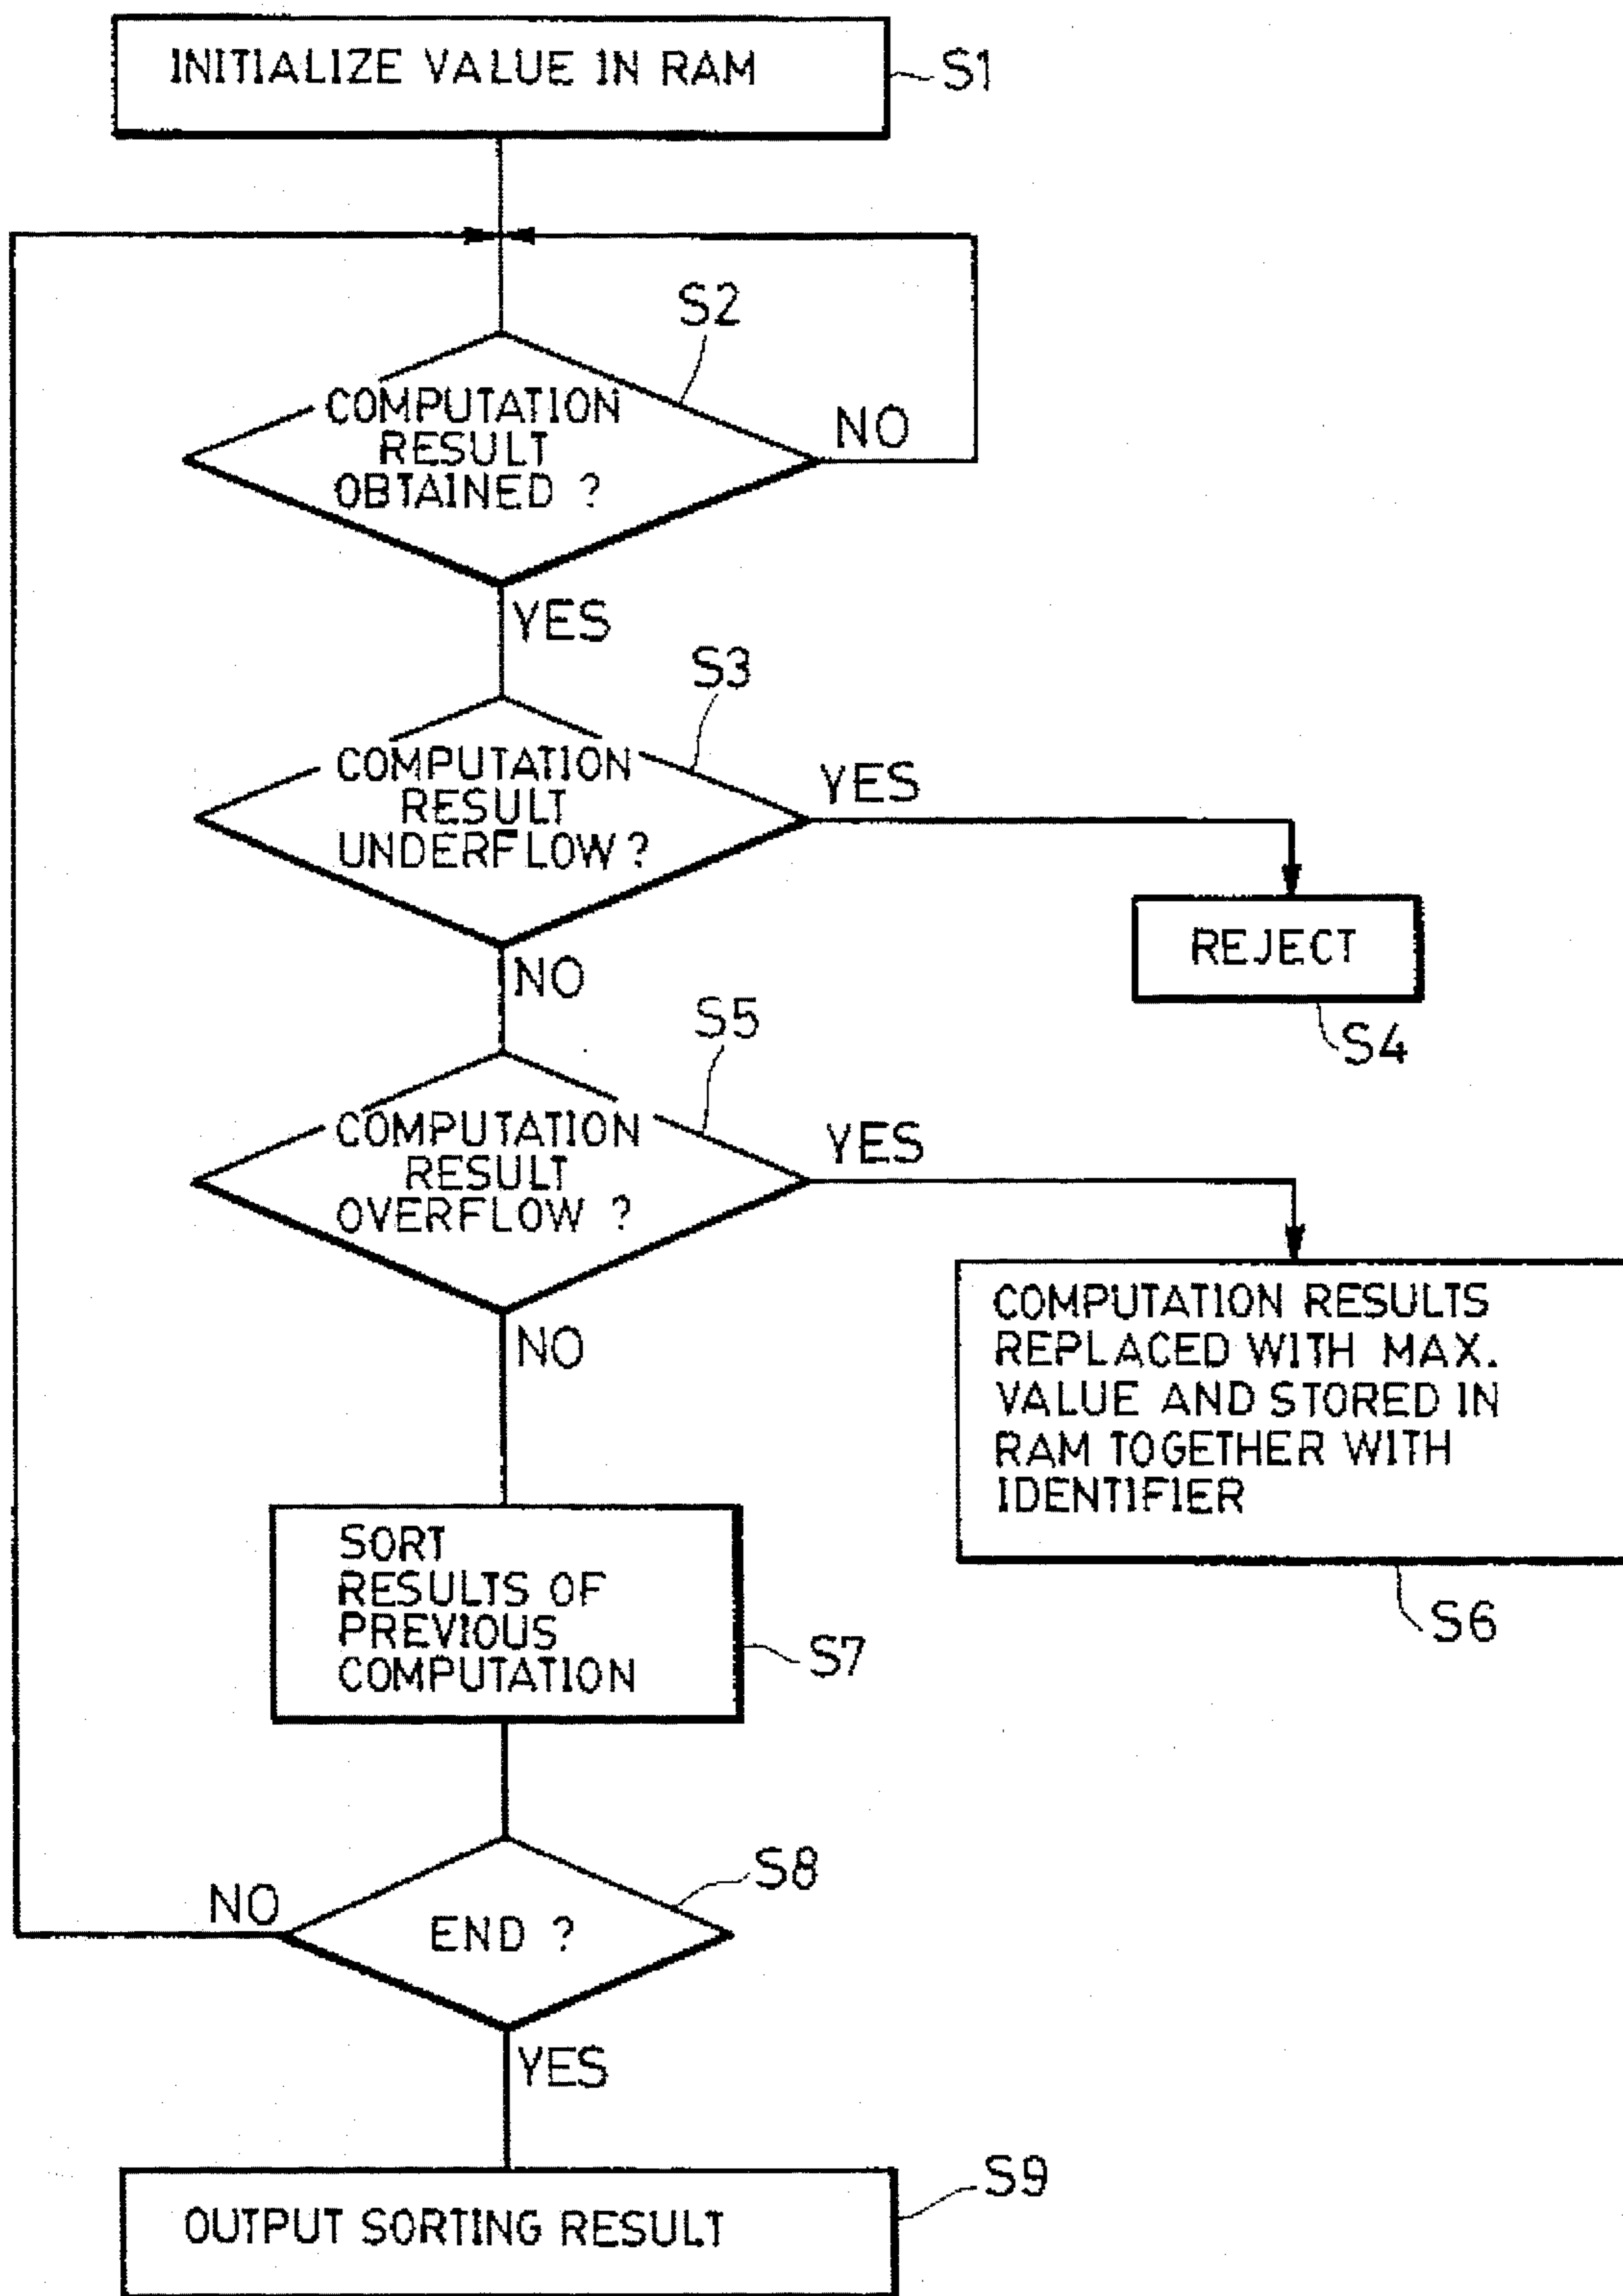 INITIALIZE VALUE IN RAM
S1
S2
COMPUTATION
RESULT
OBTAINED ?
NO
YES
S3
COMPUTATION
RESULT
UNDERFLOW ?
YES
REJECT
S4
NO
S5
COMPUTATION
RESULT
OVERFLOW ?
YES
COMPUTATION RESULTS
REPLACED WITH MAX.
VALUE AND STORED IN
RAM TOGETHER WITH
IDENTIFIER
S6
NO
SORT
RESULTS OF
PREVIOUS
COMPUTATION
S7
S8
NO
END ?
YES
S9
OUTPUT SORTING RESULT